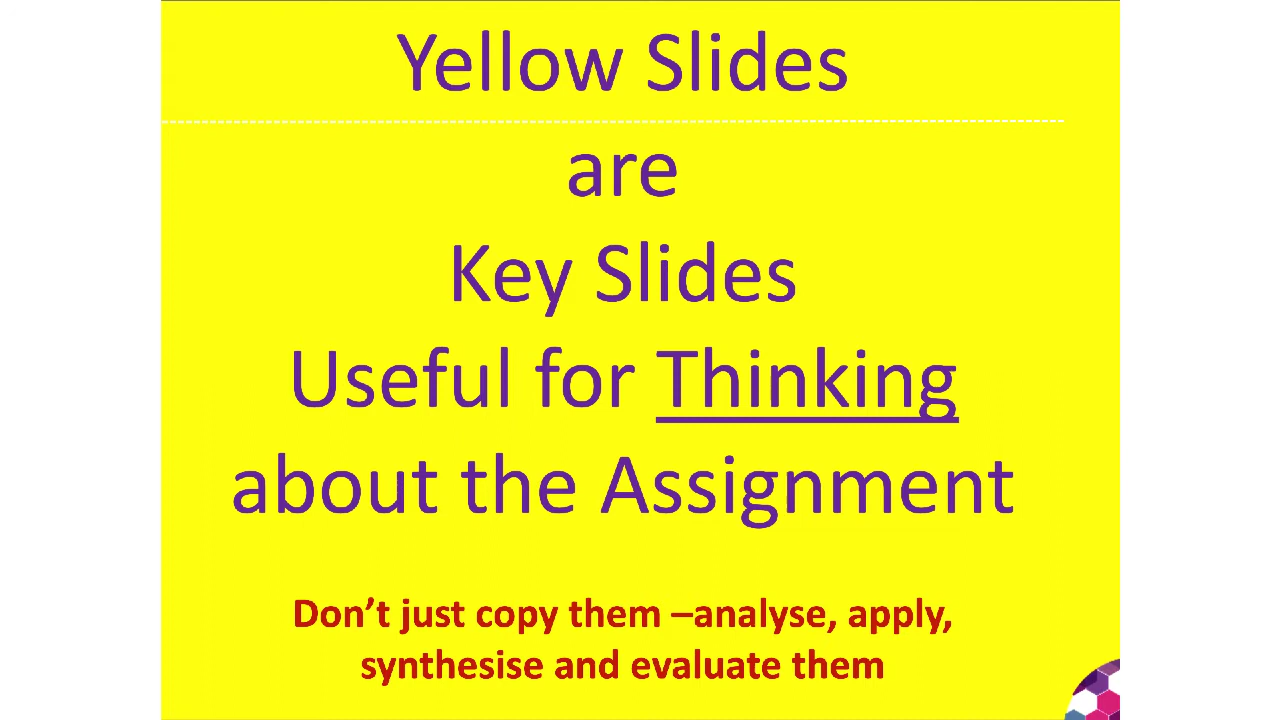 Yellow Slides
are
Key Slides
Useful for Thinking
about the Assignment
Don’t just copy them –analyse, apply,
synthesise and evaluate them